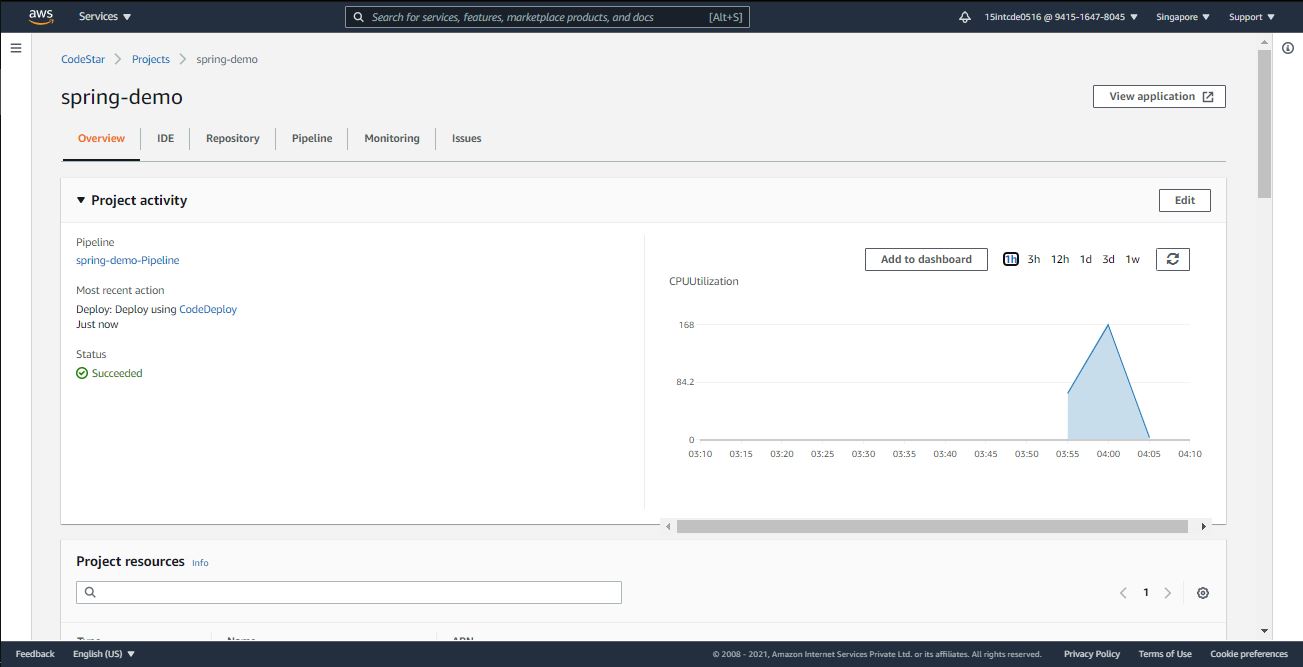 aws Services Search for services, features, marketplace products, and docs [Alt+S] 15intcde0516 @ 9415-1647-8045 Singapore Support
CodeStar Projects spring-demo
spring-demo
View application
Overview IDE Repository Pipeline Monitoring Issues
Project activity
Edit
Pipeline
spring-demo-Pipeline
Most recent action
Deploy: Deploy using CodeDeploy
Just now
Status
Succeeded
Add to dashboard 1h 3h 12h 1d 3d 1w
CPUUtilization
168
84.2
0
03:10 03:15 03:20 03:25 03:30 03:35 03:40 03:45 03:50 03:55 04:00 04:05 04:10
Project resources Info
1
Type Name ARN
Feedback English (US) © 2008 - 2021, Amazon Internet Services Private Ltd. or its affiliates. All rights reserved. Privacy Policy Terms of Use Cookie preferences